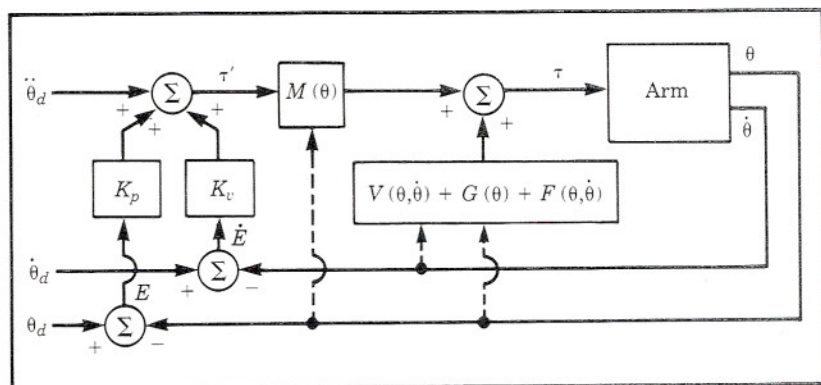 θ̈_d
+
+
+
Σ
τ′
M(θ)
+
+
Σ
τ
Arm
θ
θ̇
K_p
K_v
V(θ,θ̇) + G(θ) + F(θ,θ̇)
Ė
θ̇_d
+
Σ
−
E
θ_d
+
Σ
−